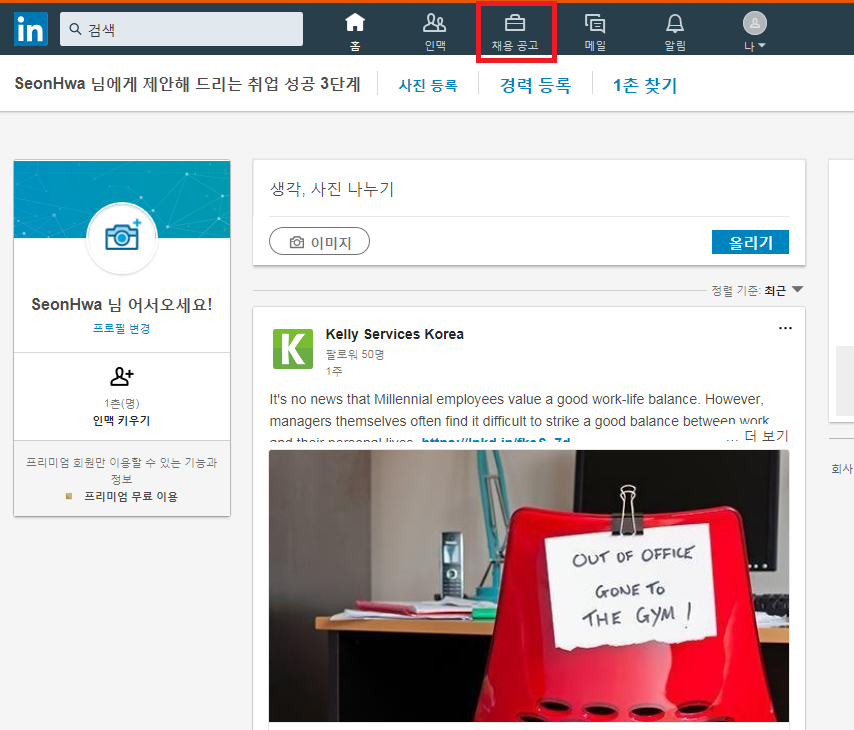 in
검색
홈
인맥
채용 공고
메일
알림
나
SeonHwa 님에게 제안해 드리는 취업 성공 3단계
사진 등록
경력 등록
1촌 찾기
SeonHwa 님 어서오세요!
프로필 변경
1촌(명)
인맥 키우기
프리미엄 회원만 이용할 수 있는 기능과
정보
프리미엄 무료 이용
생각, 사진 나누기
이미지
올리기
정렬 기준: 최근
K
Kelly Services Korea
팔로워 50명
1주
It's no news that Millennial employees value a good work-life balance. However,
managers themselves often find it difficult to strike a good balance between work
and their personal lives.
... 더 보기
OUT OF OFFICE
GONE TO
THE GYM!
회사